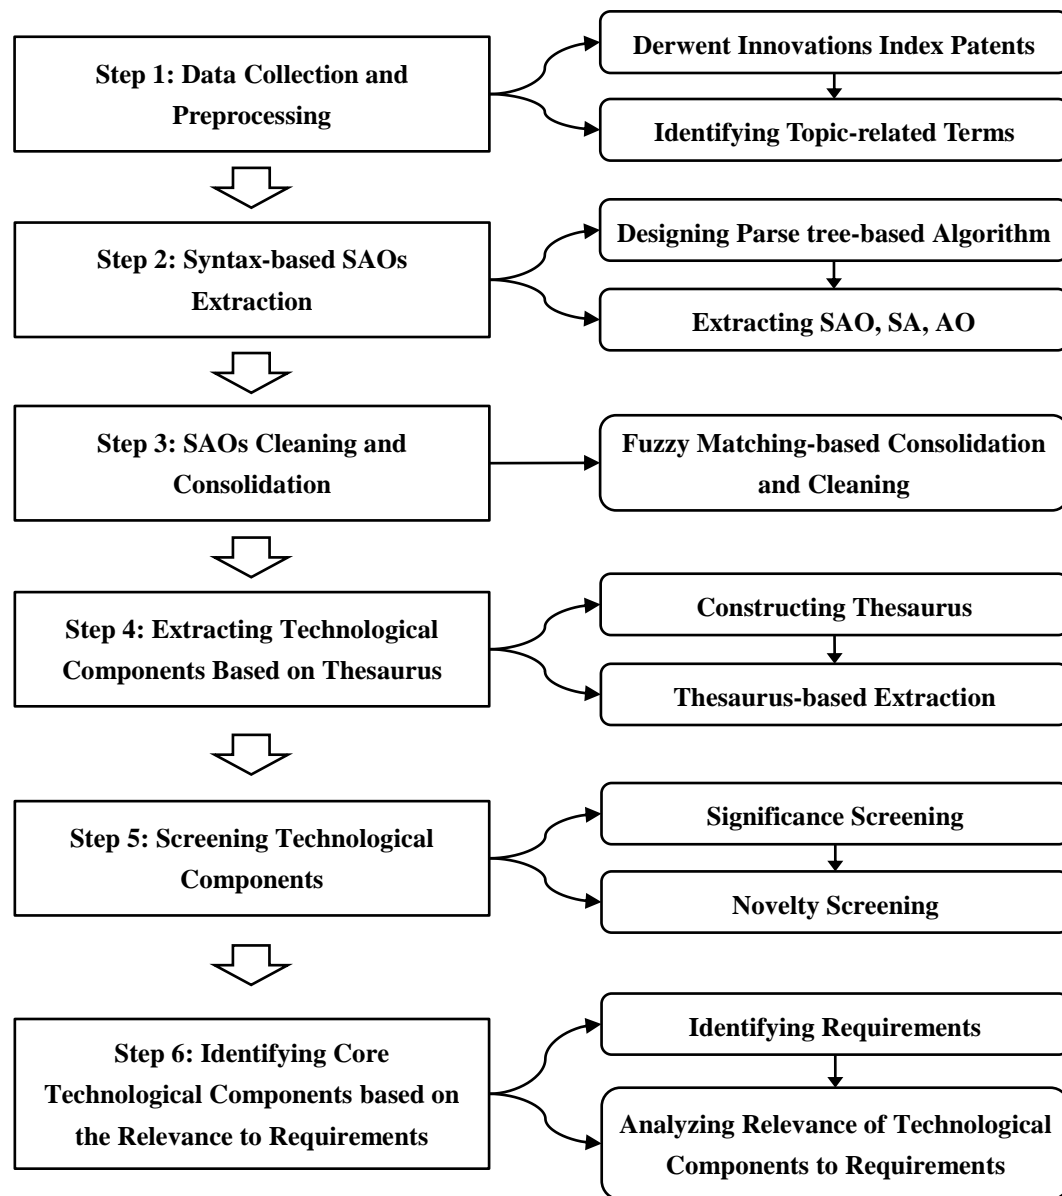 Step 1: Data Collection and
Preprocessing
Derwent Innovations Index Patents
Identifying Topic-related Terms
Step 2: Syntax-based SAOs
Extraction
Designing Parse tree-based Algorithm
Extracting SAO, SA, AO
Step 3: SAOs Cleaning and
Consolidation
Fuzzy Matching-based Consolidation
and Cleaning
Step 4: Extracting Technological
Components Based on Thesaurus
Constructing Thesaurus
Thesaurus-based Extraction
Step 5: Screening Technological
Components
Significance Screening
Novelty Screening
Step 6: Identifying Core
Technological Components based on
the Relevance to Requirements
Identifying Requirements
Analyzing Relevance of Technological
Components to Requirements